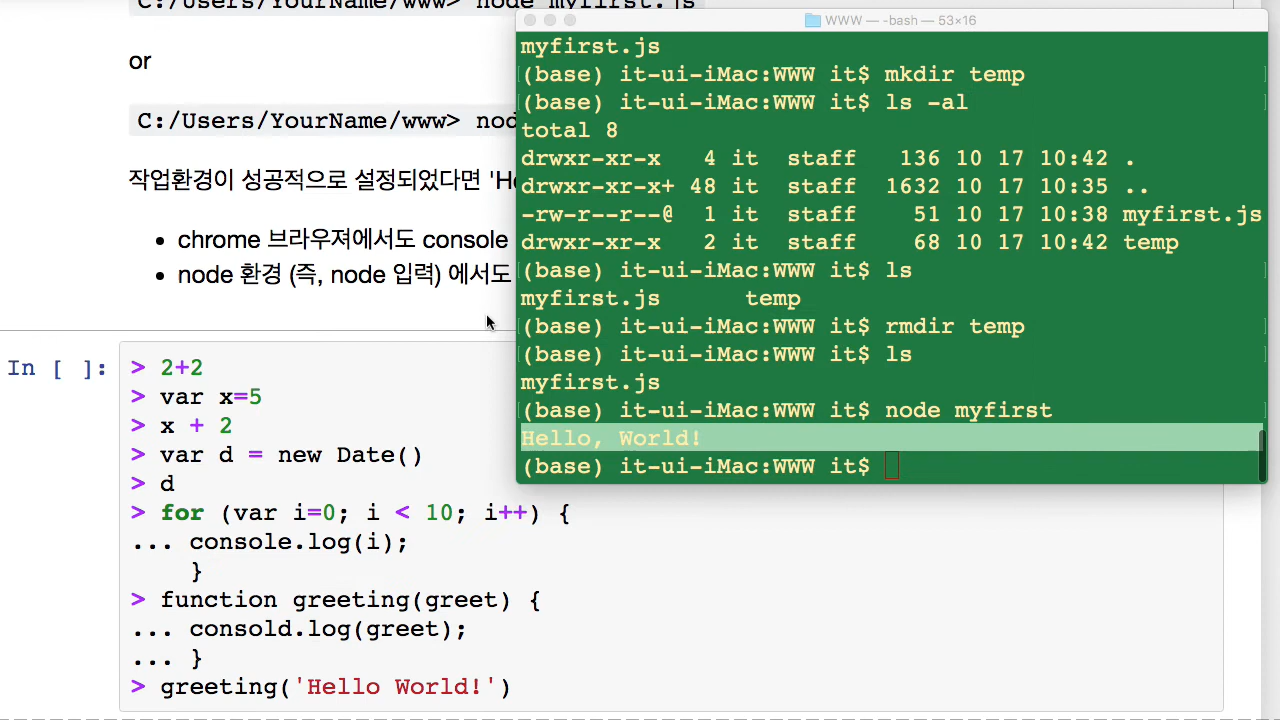 C:/Users/YourName/www> node myfirst.js
or
C:/Users/YourName/www> nod
작업환경이 성공적으로 설정되었다면 'He
chrome 브라우져에서도 console
node 환경 (즉, node 입력) 에서도
In [ ]:
> 2+2
> var x=5
> x + 2
> var d = new Date()
> d
> for (var i=0; i < 10; i++) {
... console.log(i);
}
> function greeting(greet) {
... consold.log(greet);
... }
> greeting('Hello World!')
WWW — -bash — 53×16
myfirst.js
(base) it-ui-iMac:WWW it$ mkdir temp
(base) it-ui-iMac:WWW it$ ls -al
total 8
drwxr-xr-x 4 it staff 136 10 17 10:42 .
drwxr-xr-x+ 48 it staff 1632 10 17 10:35 ..
-rw-r--r--@ 1 it staff 51 10 17 10:38 myfirst.js
drwxr-xr-x 2 it staff 68 10 17 10:42 temp
(base) it-ui-iMac:WWW it$ ls
myfirst.js temp
(base) it-ui-iMac:WWW it$ rmdir temp
(base) it-ui-iMac:WWW it$ ls
myfirst.js
(base) it-ui-iMac:WWW it$ node myfirst
Hello, World!
(base) it-ui-iMac:WWW it$